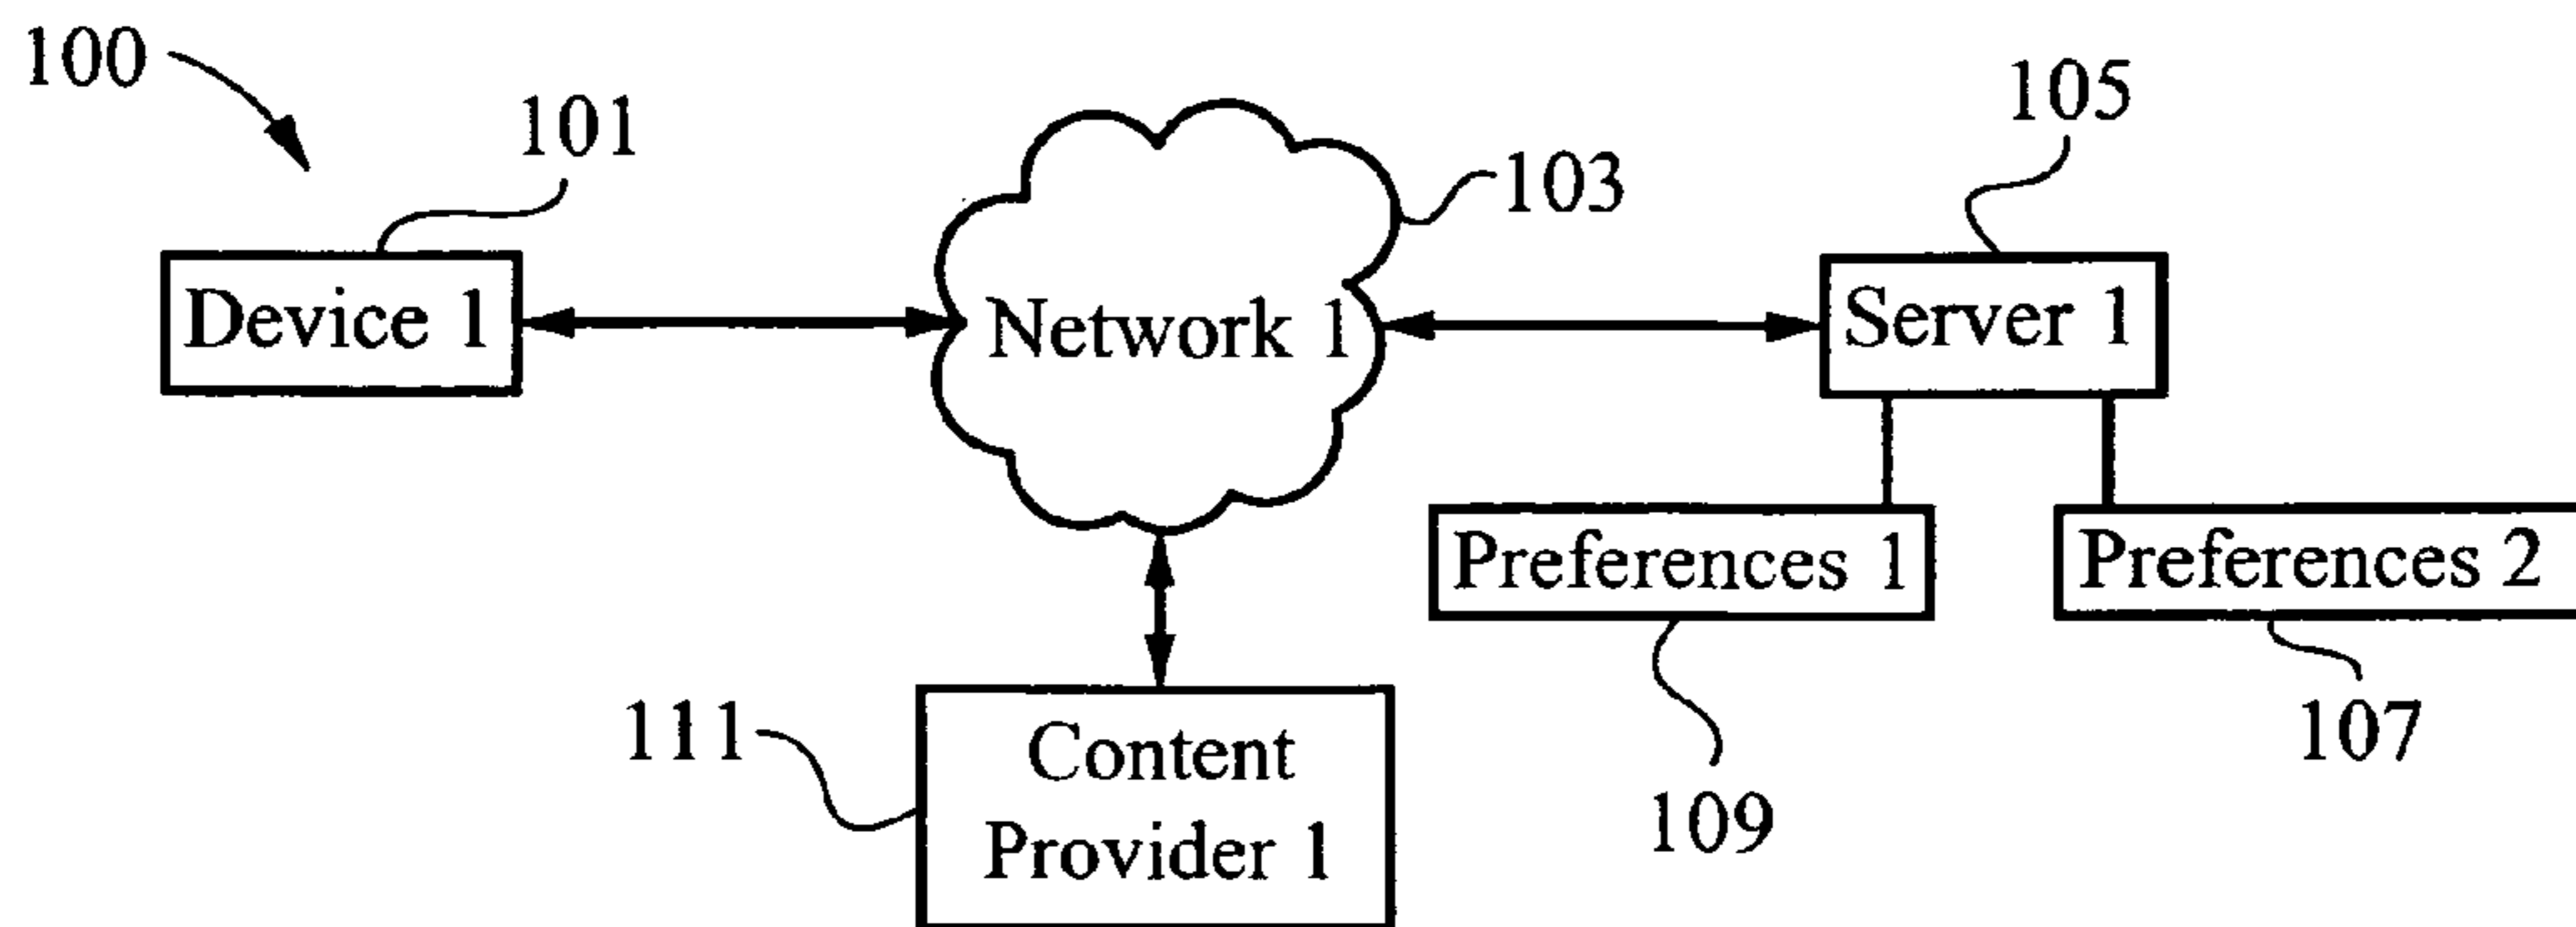 100
101
105
103
Device 1
Network 1
Server 1
Preferences 1
Preferences 2
111
Content
Provider 1
107
109